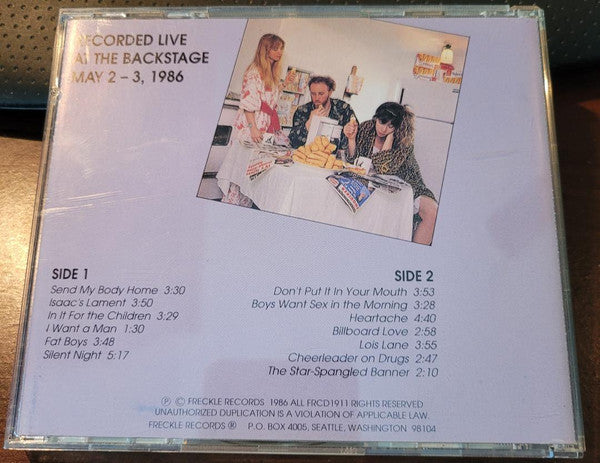 RECORDED LIVE
AT THE BACKSTAGE
MAY 2 – 3, 1986
SIDE 1
Send My Body Home 3:30
Isaac's Lament 3:50
In It For the Children 3:29
I Want a Man 1:30
Fat Boys 3:48
Silent Night 5:17
SIDE 2
Don't Put It In Your Mouth 3:53
Boys Want Sex in the Morning 3:28
Heartache 4:40
Billboard Love 2:58
Lois Lane 3:55
Cheerleader on Drugs 2:47
The Star-Spangled Banner 2:10
Ⓟ © FRECKLE RECORDS 1986 ALL FRCD1911 RIGHTS RESERVED
UNAUTHORIZED DUPLICATION IS A VIOLATION OF APPLICABLE LAW.
FRECKLE RECORDS ® P.O. BOX 4005, SEATTLE, WASHINGTON 98104